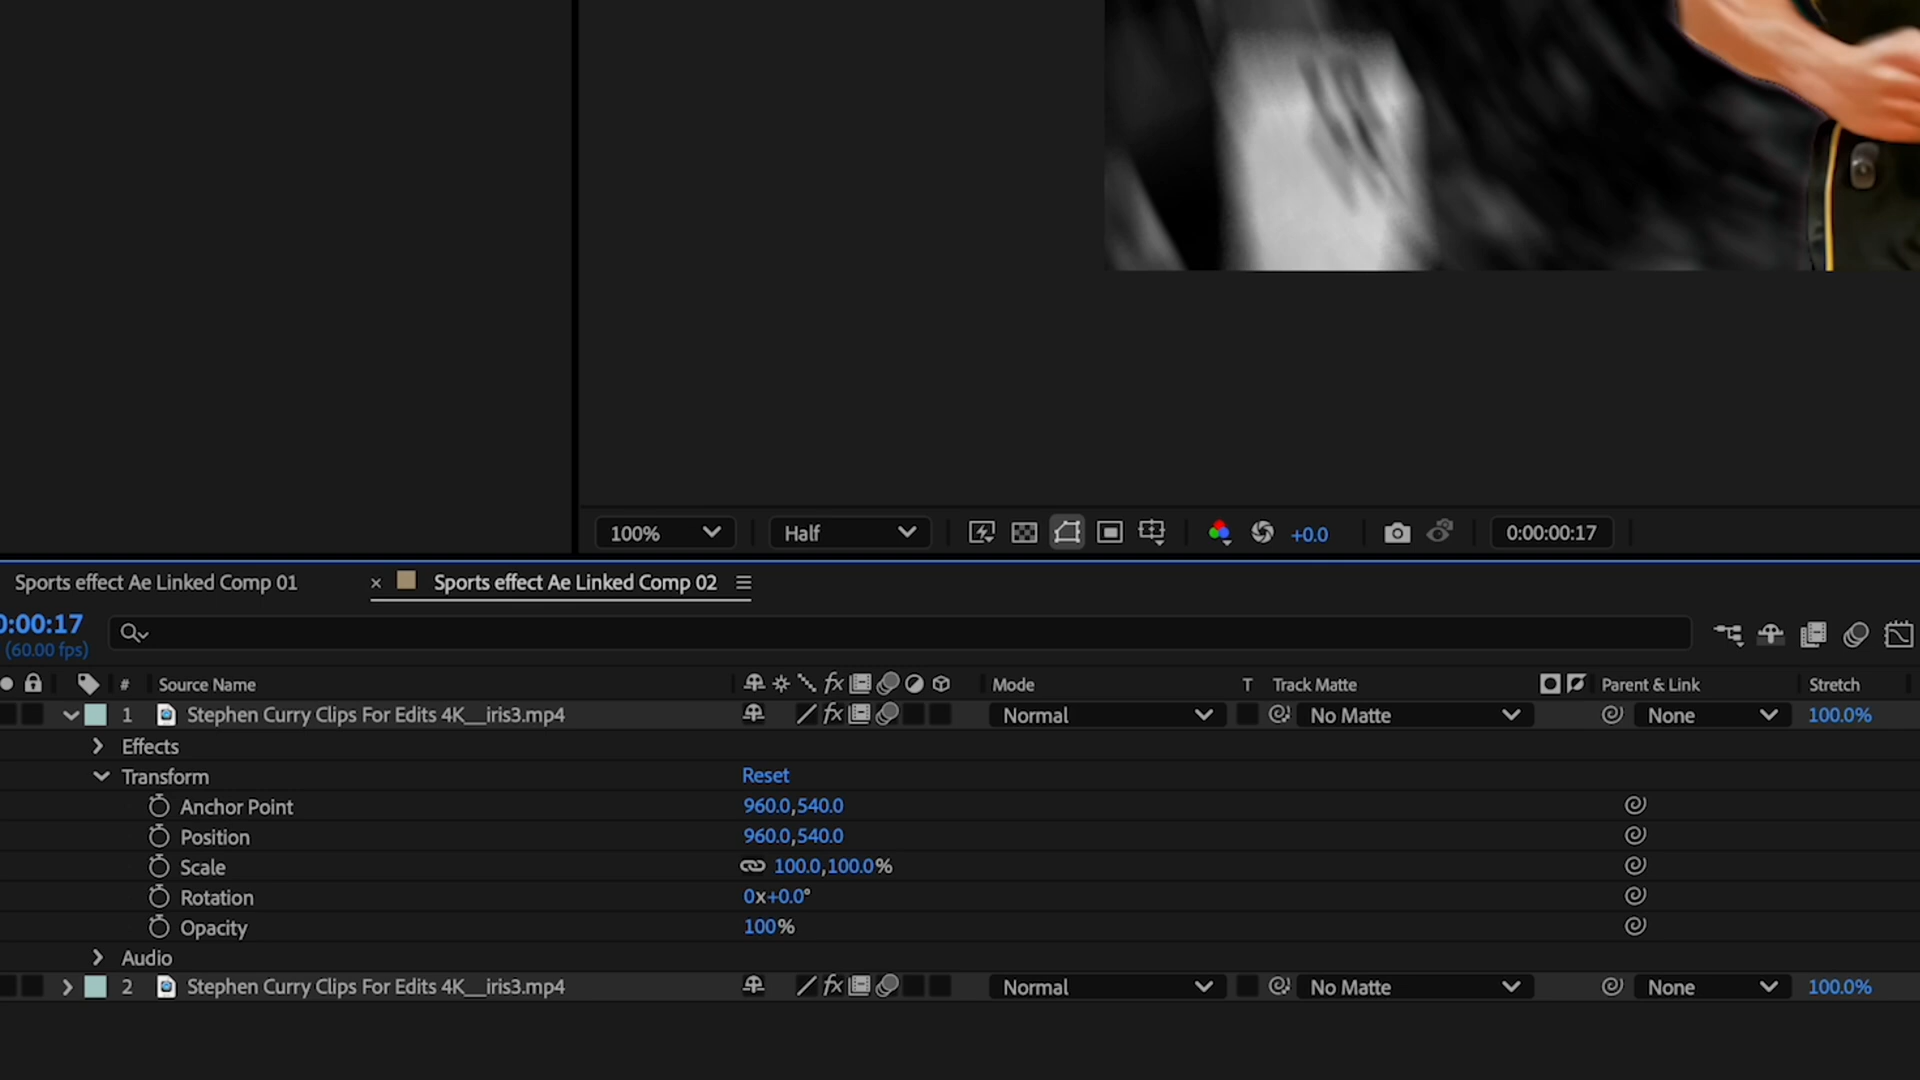 100%
Half
+0.0
0:00:00:17
Sports effect Ae Linked Comp 01
× Sports effect Ae Linked Comp 02
0:00:17
(60.00 fps)
# Source Name fx Mode T Track Matte Parent & Link Stretch
1 Stephen Curry Clips For Edits 4K__iris3.mp4 fx Normal No Matte None 100.0%
Effects
Transform Reset
Anchor Point 960.0,540.0
Position 960.0,540.0
Scale 100.0,100.0%
Rotation 0x+0.0°
Opacity 100%
Audio
2 Stephen Curry Clips For Edits 4K__iris3.mp4 fx Normal No Matte None 100.0%